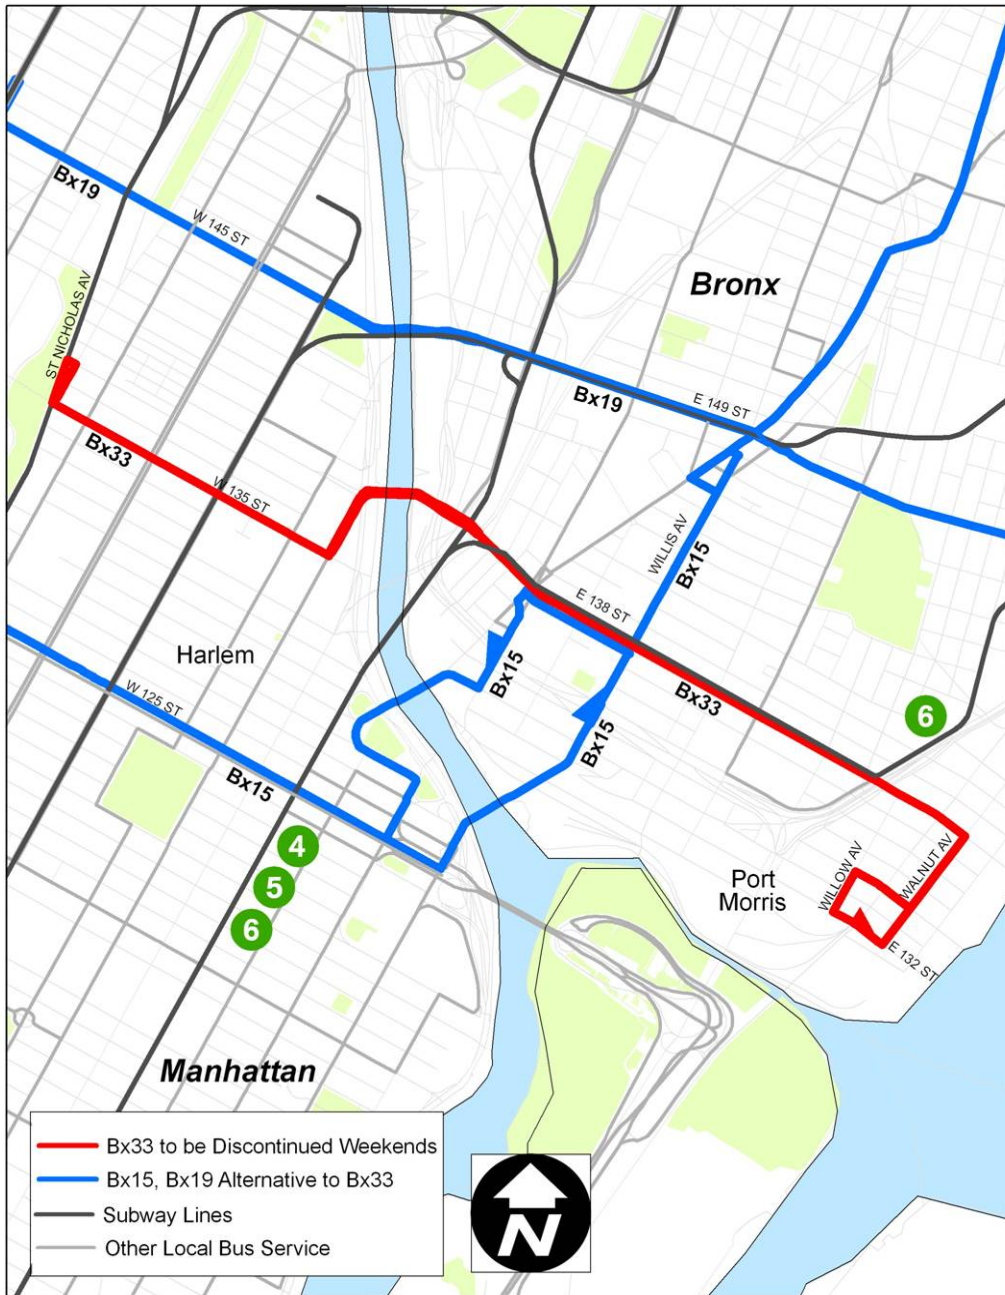 Bx19
W 145 ST
Bronx
ST NICHOLAS AV
Bx19
E 149 ST
Bx33
W 135 ST
WILLIS AV
Bx15
E 138 ST
Harlem
Bx15
Bx33
W 125 ST
Bx15
6
Bx15
4
5
6
Port
Morris
WILLOW AV
WALNUT AV
E 132 ST
Manhattan
Bx33 to be Discontinued Weekends
Bx15, Bx19 Alternative to Bx33
Subway Lines
Other Local Bus Service
N